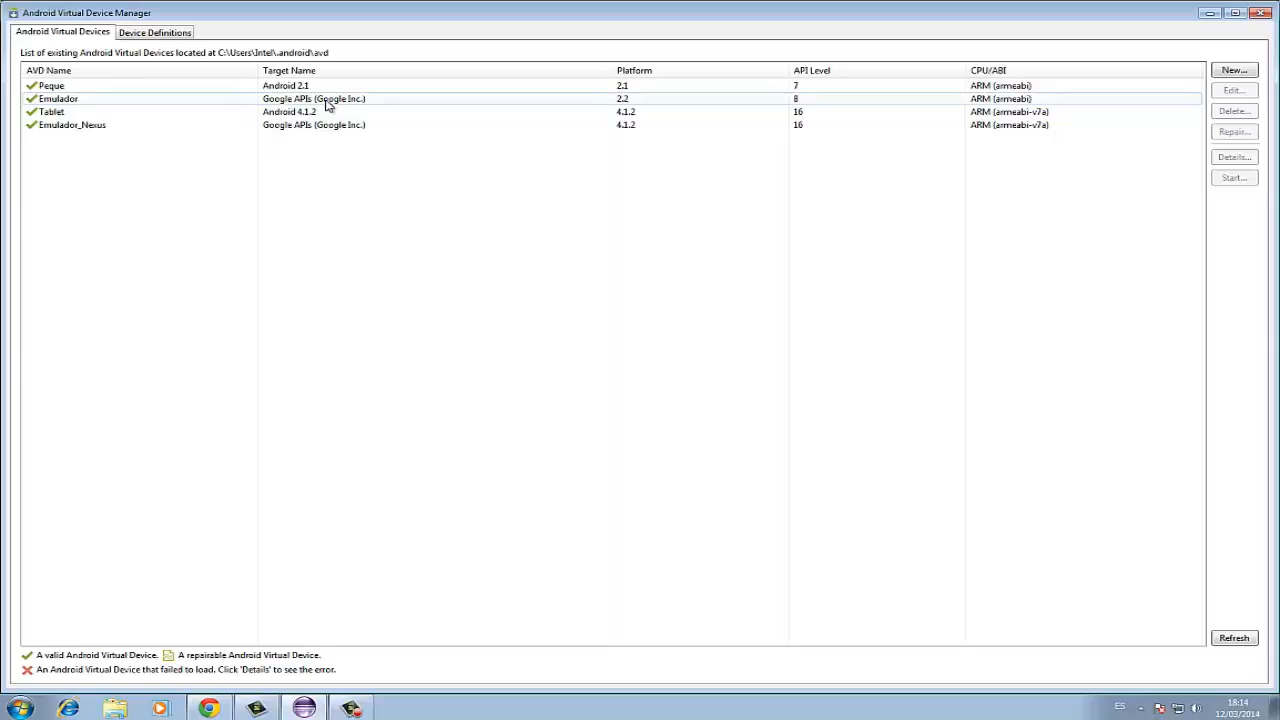 Android Virtual Device Manager
Android Virtual Devices Device Definitions
List of existing Android Virtual Devices located at C:\Users\Intel\.android\avd
AVD Name Target Name Platform API Level CPU/ABI
Peque Android 2.1 2.1 7 ARM (armeabi)
Emulador Google APIs (Google Inc.) 2.2 8 ARM (armeabi)
Tablet Android 4.1.2 4.1.2 16 ARM (armeabi-v7a)
Emulador_Nexus Google APIs (Google Inc.) 4.1.2 16 ARM (armeabi-v7a)
New...
Edit...
Delete...
Repair...
Details...
Start...
Refresh
A valid Android Virtual Device. A repairable Android Virtual Device.
An Android Virtual Device that failed to load. Click 'Details' to see the error.
ES
18:14
12/03/2014